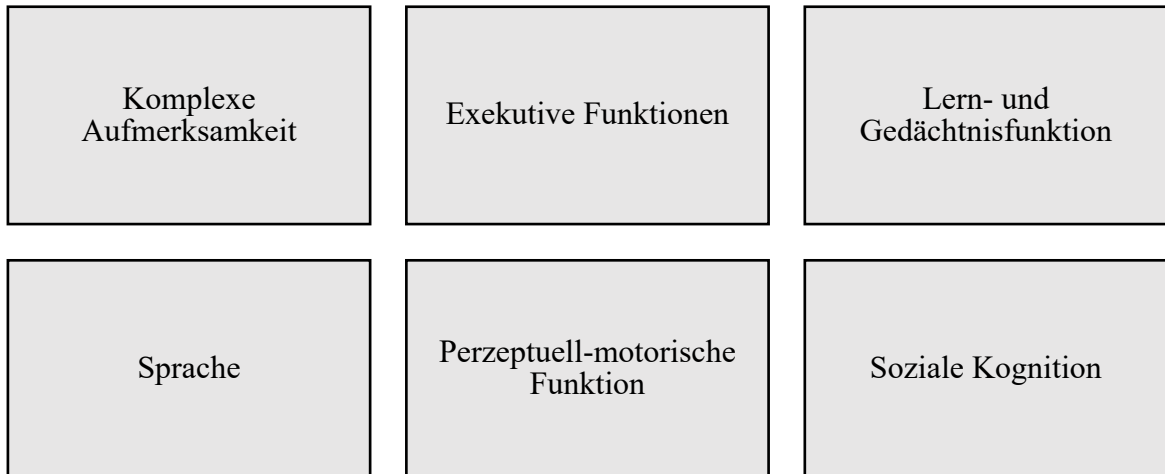 Komplexe
Aufmerksamkeit
Exekutive Funktionen
Lern- und
Gedächtnisfunktion
Sprache
Perzeptuell-motorische
Funktion
Soziale Kognition